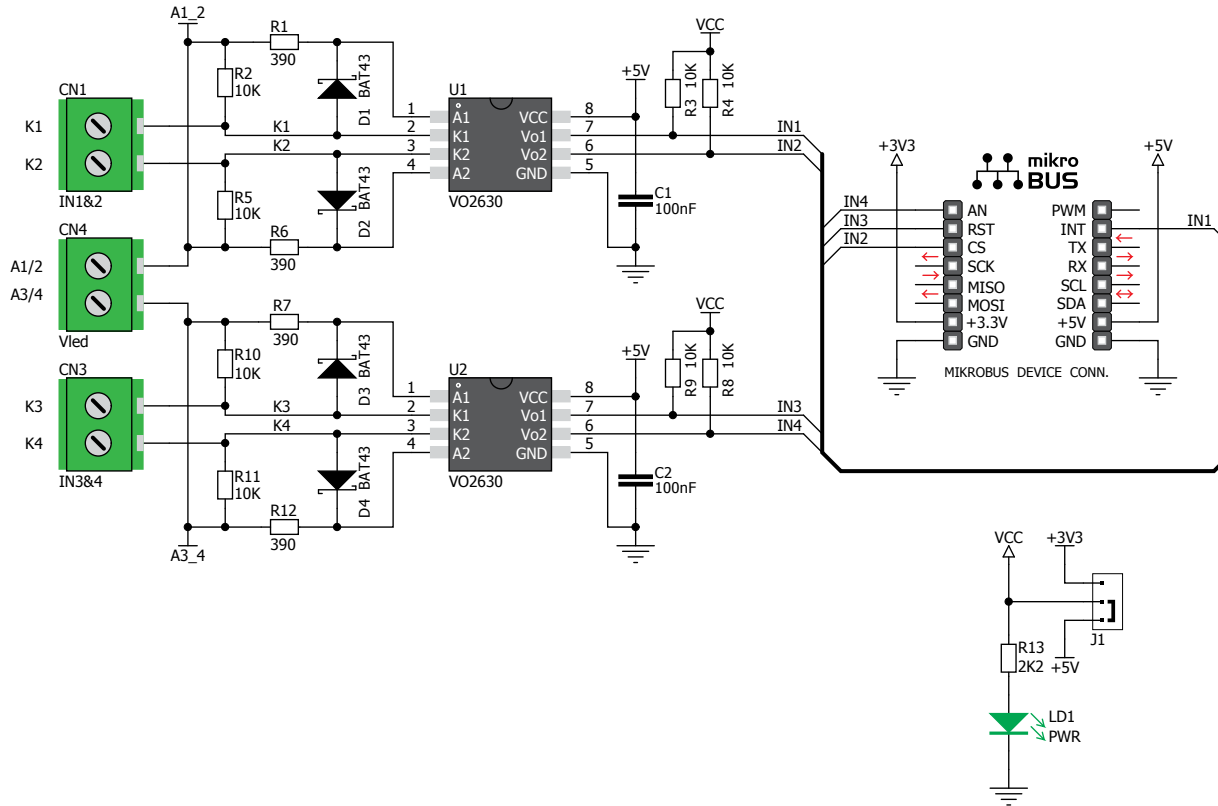 A1_2
R1
390
R2
10K
D1 BAT43
CN1
K1
K2
IN1&2
K1
K2
R5
10K
D2 BAT43
R6
390
CN4
A1/2
A3/4
Vled
U1
1 A1 VCC 8
2 K1 Vo1 7
3 K2 Vo2 6
4 A2 GND 5
VO2630
+5V
C1
100nF
VCC
R3 10K
R4 10K
IN1
IN2
R7
390
R10
10K
D3 BAT43
CN3
K3
K4
IN3&4
K3
K4
R11
10K
D4 BAT43
R12
390
A3_4
U2
1 A1 VCC 8
2 K1 Vo1 7
3 K2 Vo2 6
4 A2 GND 5
VO2630
+5V
C2
100nF
VCC
R9 10K
R8 10K
IN3
IN4
+3V3
mikro
BUS
+5V
IN4 AN PWM
IN3 RST INT IN1
IN2 CS TX
SCK RX
MISO SCL
MOSI SDA
+3.3V +5V
GND GND
MIKROBUS DEVICE CONN.
VCC
+3V3
J1
R13
2K2
+5V
LD1
PWR